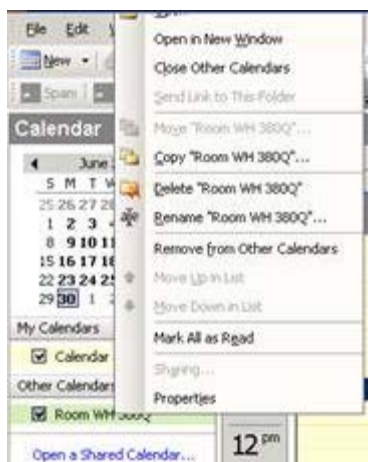 File Edit
New
Spam
Open in New Window
Close Other Calendars
Send Link to This Folder
Move "Room WH 380Q"...
Copy "Room WH 380Q"...
Delete "Room WH 380Q"
Rename "Room WH 380Q"...
Remove from Other Calendars
Move Up in List
Move Down in List
Mark All as Read
Sharing...
Properties
Calendar
June
S M T W
25 26 27 28
1 2 3
8 9 10 11
15 16 17 18
22 23 24 25
29 30 1
My Calendars
Calendar
Other Calendars
Room WH 380Q
Open a Shared Calendar...
12 pm